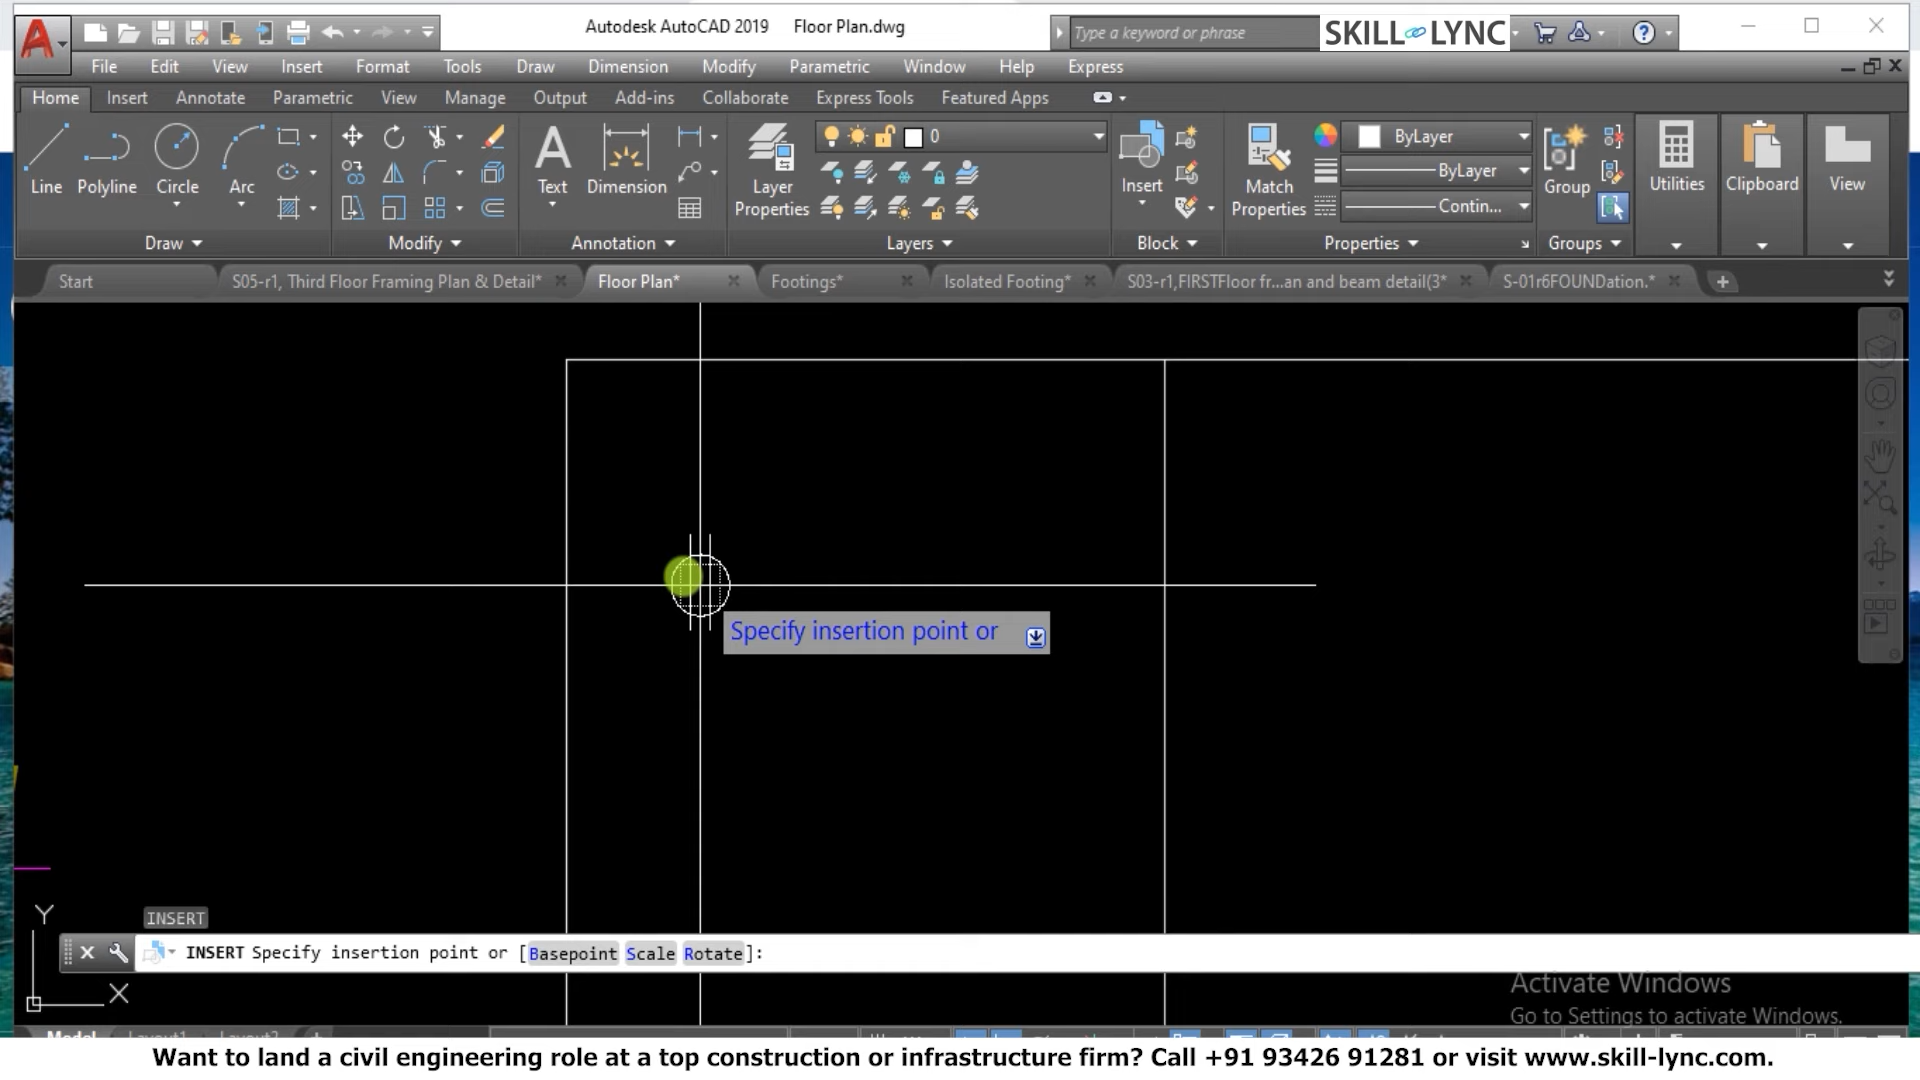 Autodesk AutoCAD 2019 Floor Plan.dwg
Type a keyword or phrase
SKILL LYNC
File Edit View Insert Format Tools Draw Dimension Modify Parametric Window Help Express
Home Insert Annotate Parametric View Manage Output Add-ins Collaborate Express Tools Featured Apps
0
ByLayer
ByLayer
Contin...
Line Polyline Circle Arc
Text Dimension
Layer Properties
Insert
Match Properties
Group
Utilities Clipboard View
Draw Modify Annotation Layers Block Properties Groups
Start S05-r1, Third Floor Framing Plan & Detail* Floor Plan* Footings* Isolated Footing* S03-r1,FIRSTFloor fr...an and beam detail(3* S-01r6FOUNDation.*
Specify insertion point or
Y
INSERT
INSERT Specify insertion point or [Basepoint Scale Rotate]:
X
Activate Windows
Go to Settings to activate Windows.
Model Layout1 Layout2
Want to land a civil engineering role at a top construction or infrastructure firm? Call +91 93426 91281 or visit www.skill-lync.com.